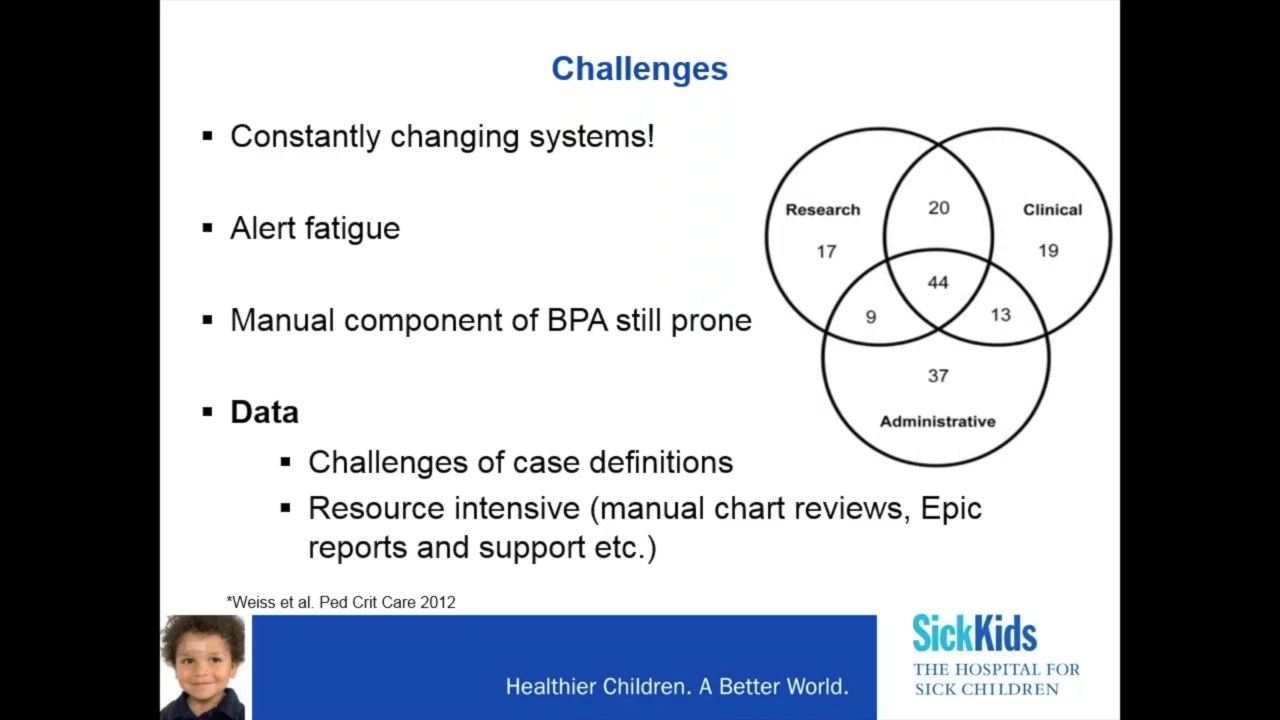 Challenges
▪ Constantly changing systems!
▪ Alert fatigue
▪ Manual component of BPA still prone
▪ Data
▪ Challenges of case definitions
▪ Resource intensive (manual chart reviews, Epic
reports and support etc.)
Research
17
20
Clinical
19
44
9
13
37
Administrative
*Weiss et al. Ped Crit Care 2012
Healthier Children. A Better World.
SickKids
THE HOSPITAL FOR
SICK CHILDREN